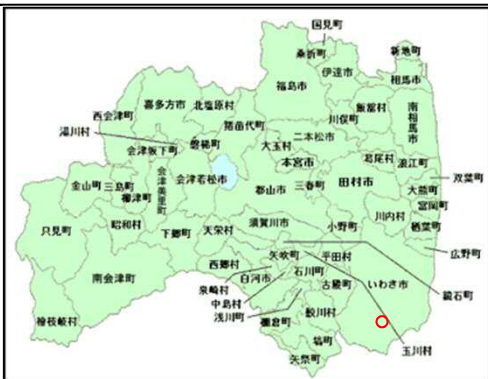 国見町
桑折町
新地町
伊達市
相馬市
福島市
喜多方市
北塩原村
飯舘村
南相馬市
川俣町
西会津町
猪苗代町
二本松市
湯川村
磐梯町
大玉村
葛尾村
浪江町
会津坂下町
本宮市
双葉町
金山町
三島町
会津美里町
会津若松市
郡山市
三春町
田村市
大熊町
柳津町
富岡町
只見町
昭和村
川内村
楢葉町
下郷町
天栄村
須賀川市
小野町
広野町
矢吹町
平田村
西郷村
南会津町
白河市
石川町
いわき市
泉崎村
古殿町
鏡石町
中島村
浅川町
鮫川村
檜枝岐村
棚倉町
玉川村
塙町
矢祭町